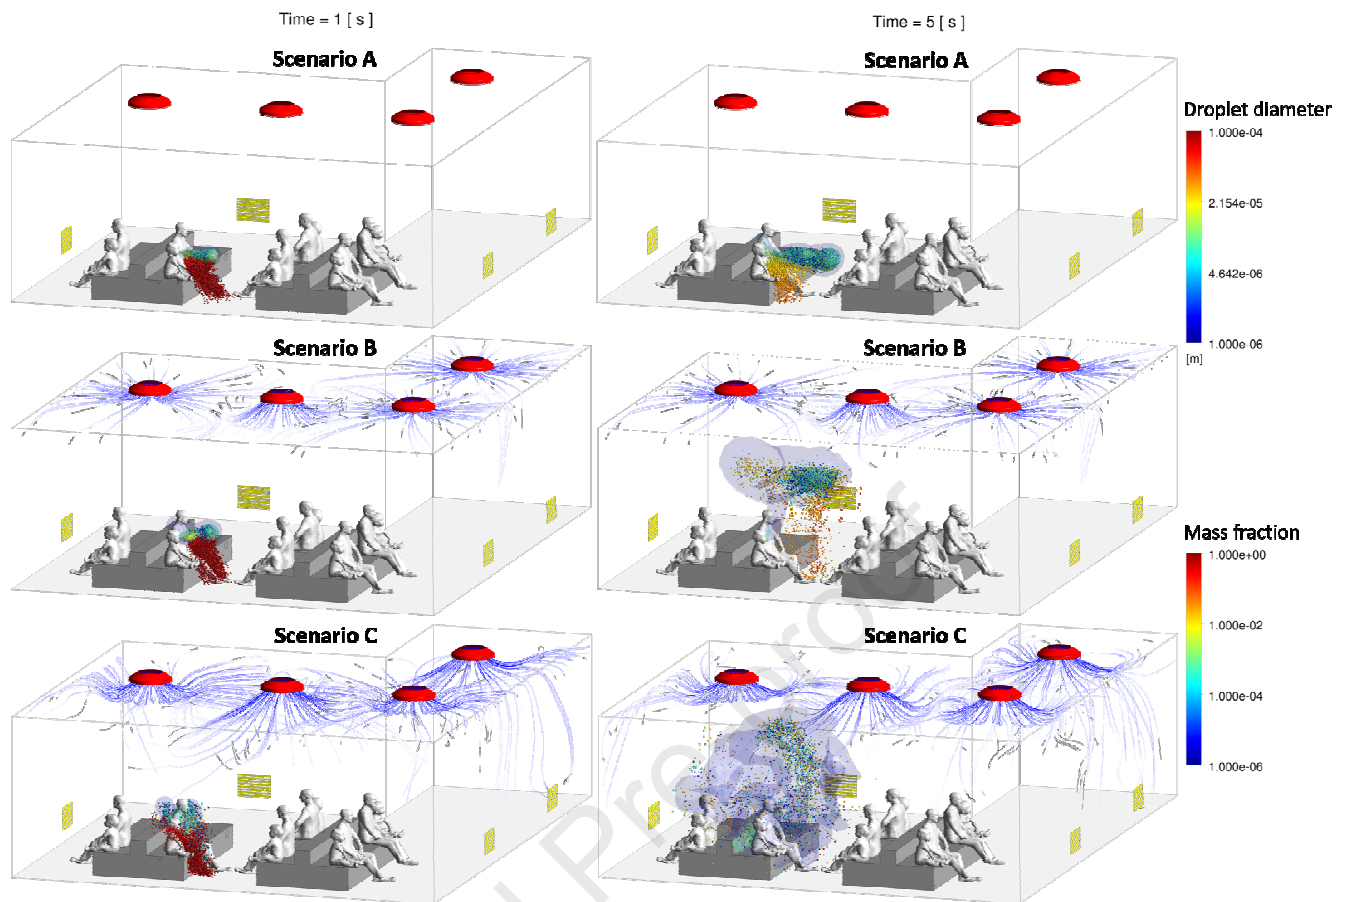 Time = 1 [ s ]
Time = 5 [ s ]
Scenario A
Scenario A
Droplet diameter
1.000e-04
2.154e-05
4.642e-06
1.000e-06
[m]
Scenario B
Scenario B
Mass fraction
1.000e+00
1.000e-02
1.000e-04
1.000e-06
Scenario C
Scenario C
l Pre-proof